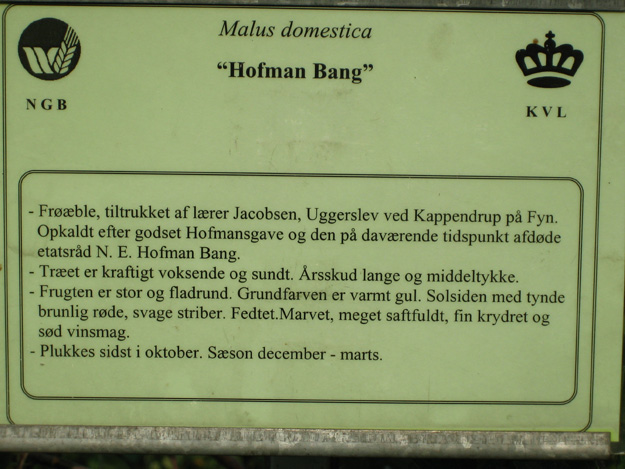 Malus domestica
"Hofman Bang"
NGB
KVL
- Frøæble, tiltrukket af lærer Jacobsen, Uggerslev ved Kappendrup på Fyn.
Opkaldt efter godset Hofmansgave og den på daværende tidspunkt afdøde
etatsråd N. E. Hofman Bang.
- Træet er kraftigt voksende og sundt. Årsskud lange og middeltykke.
- Frugten er stor og fladrund. Grundfarven er varmt gul. Solsiden med tynde
brunlig røde, svage striber. Fedtet.Marvet, meget saftfuldt, fin krydret og
sød vinsmag.
- Plukkes sidst i oktober. Sæson december - marts.